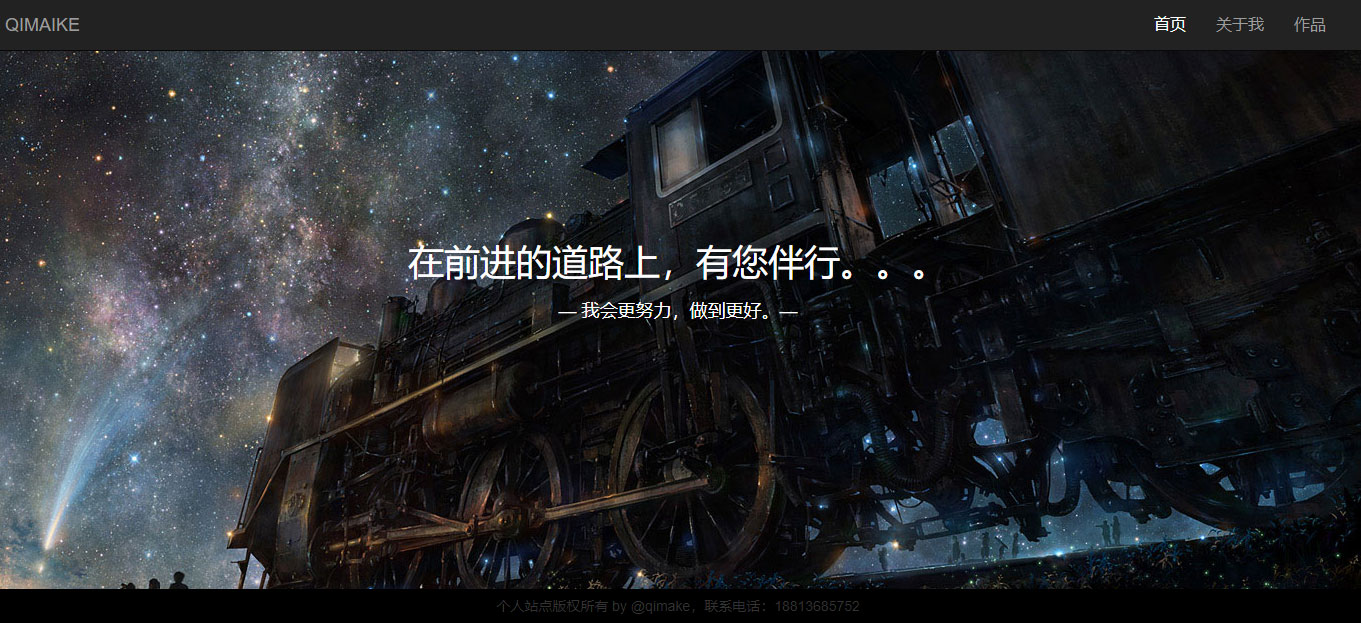 QIMAIKE
首页 关于我 作品
在前进的道路上，有您伴行。。。
— 我会更努力，做到更好。—
个人站点版权所有 by @qimake，联系电话：18813685752